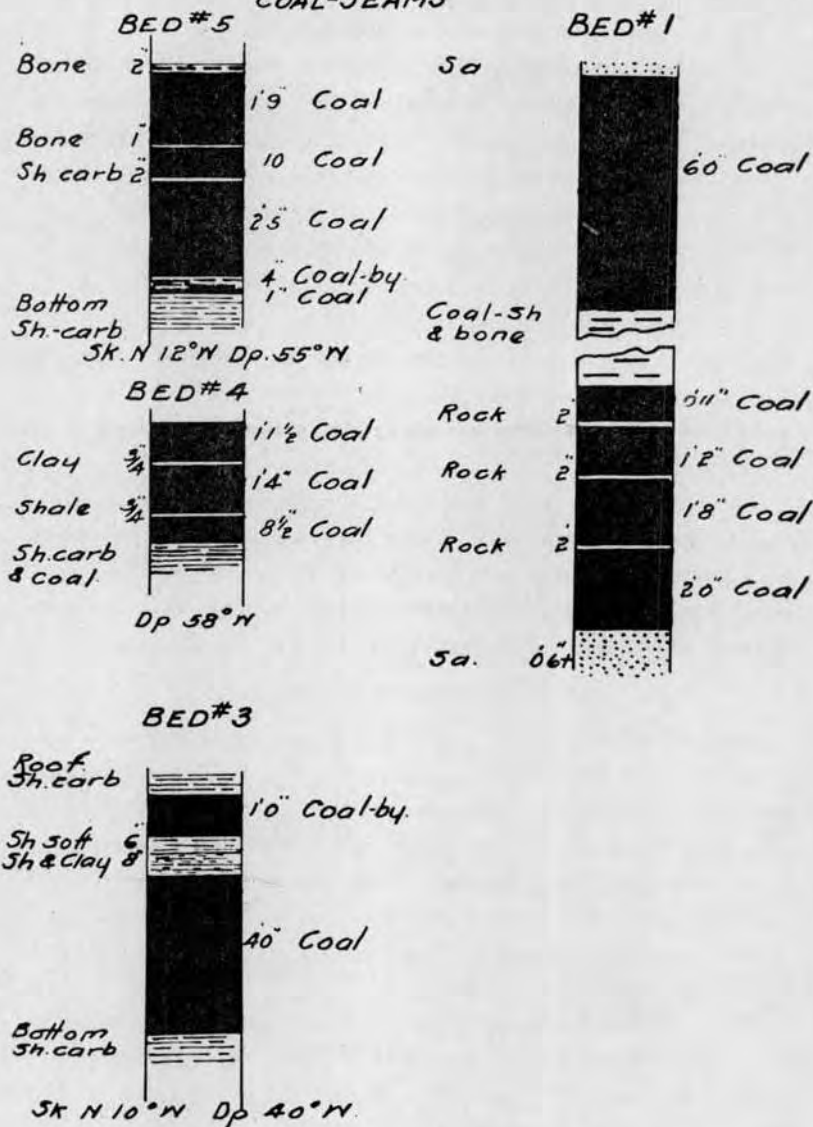 COAL-SEAMS
BED #5
Bone 2"
1'9" Coal
Bone 1"
10 Coal
Sh carb 2"
2'5" Coal
4" Coal-by.
1" Coal
Bottom
Sh.-carb
Sk. N 12°W Dp. 55°W.
BED #4
1'1 1/2 Coal
Clay 3/4"
1'4" Coal
Shale 3/4"
8 1/2" Coal
Sh.carb
& coal.
Dp 58°W.
BED #3
Roof.
Sh. carb
1'0" Coal-by.
Sh soft 6"
Sh & Clay 8"
4'0" Coal
Bottom
Sh. carb
Sk N 10°W Dp 40°W.
BED #1
Sa
6'0" Coal
Coal-Sh
& bone
0'11" Coal
Rock 2"
1'2" Coal
Rock 2"
1'8" Coal
Rock 2'
2'0" Coal
Sa. 0'6"+